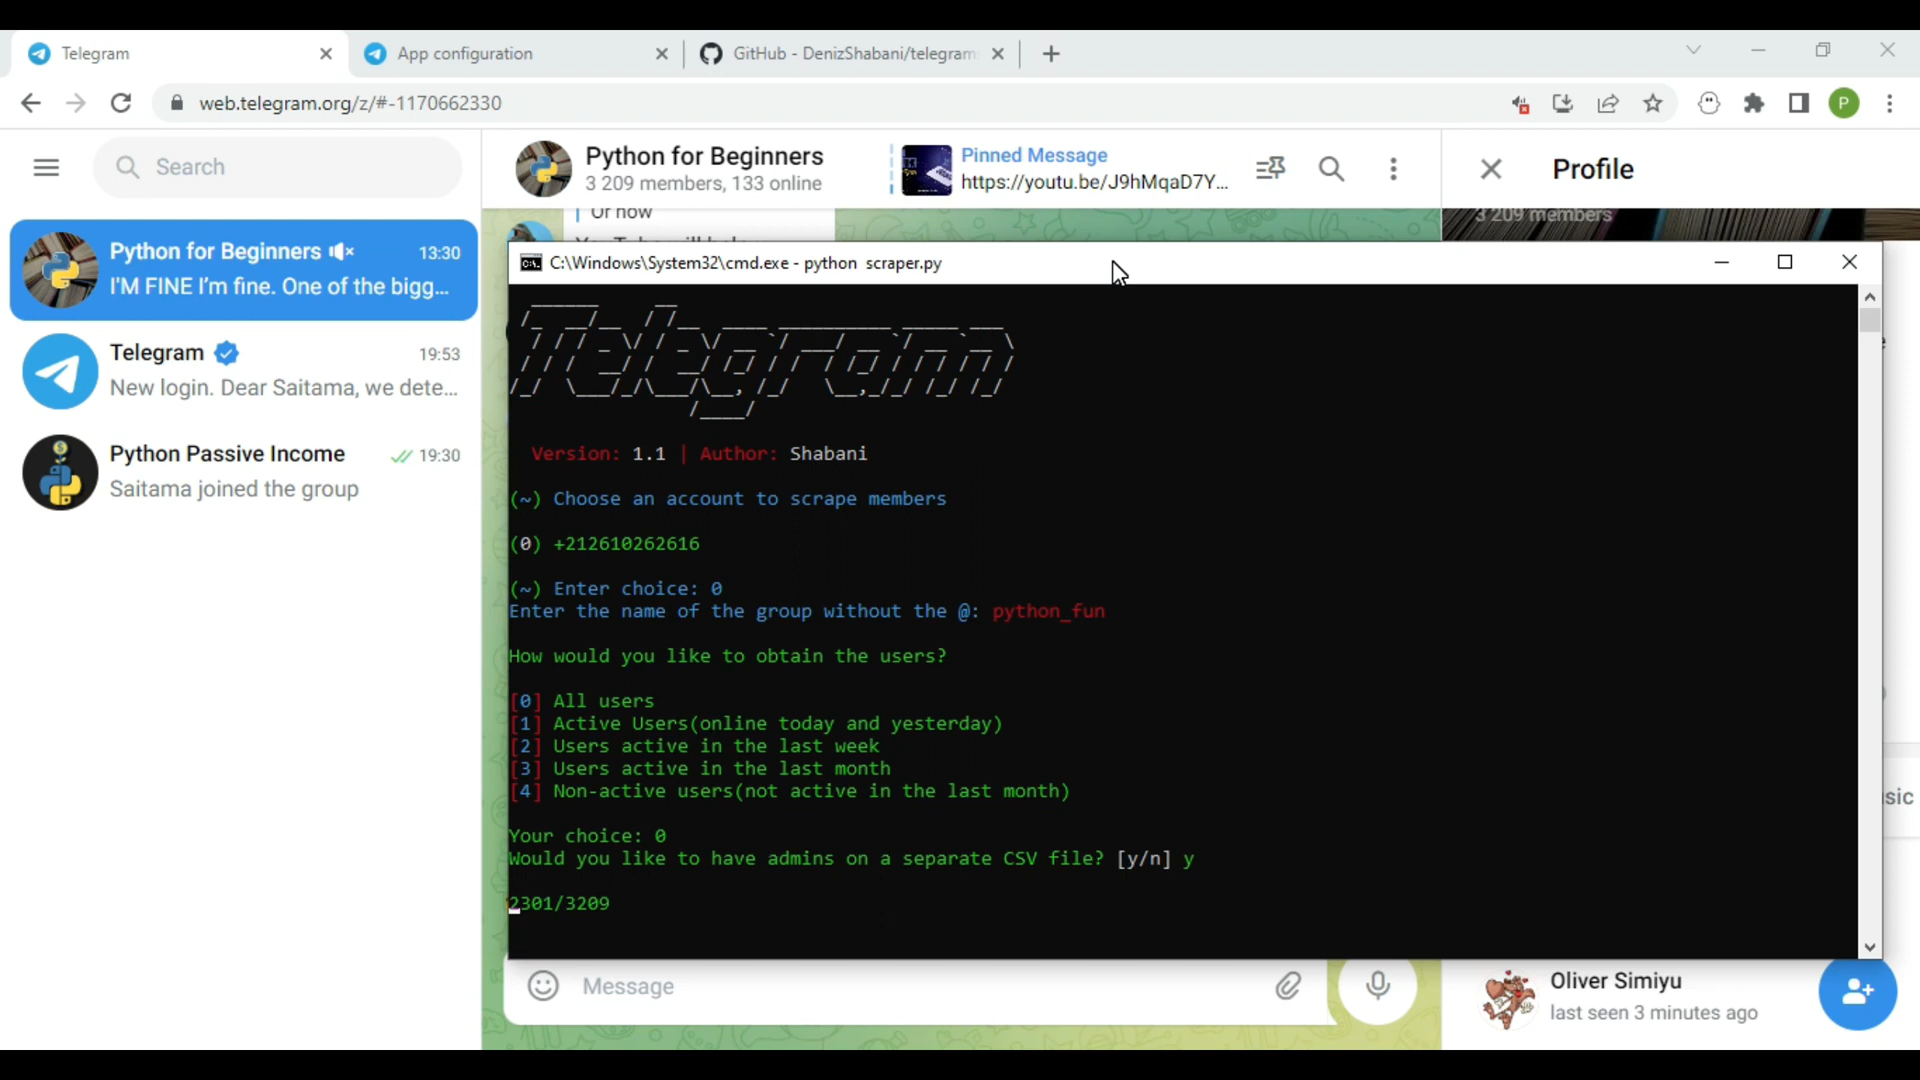 Telegram
App configuration
GitHub - DenizShabani/telegram
web.telegram.org/z/#-1170662330
P
Search
Python for Beginners
3 209 members, 133 online
Pinned Message
https://youtu.be/J9hMqaD7Y...
Profile
3 209 members
Or now
Python for Beginners
13:30
I'M FINE I'm fine. One of the bigg...
Telegram
19:53
New login. Dear Saitama, we dete...
Python Passive Income
19:30
Saitama joined the group
C:\Windows\System32\cmd.exe - python  scraper.py
Telegram
Version: 1.1 | Author: Shabani
(~) Choose an account to scrape members
(0) +212610262616
(~) Enter choice: 0
Enter the name of the group without the @: python_fun
How would you like to obtain the users?
[0] All users
[1] Active Users(online today and yesterday)
[2] Users active in the last week
[3] Users active in the last month
[4] Non-active users(not active in the last month)
Your choice: 0
Would you like to have admins on a separate CSV file? [y/n] y
2301/3209
sic
Message
Oliver Simiyu
last seen 3 minutes ago